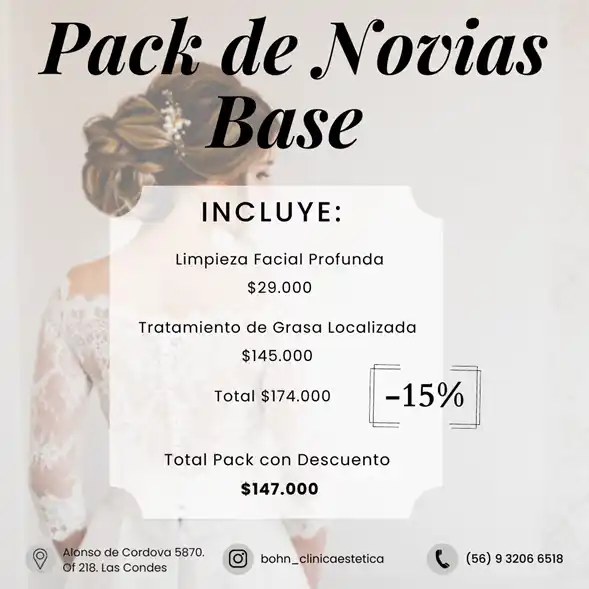 Pack de Novias
Base
INCLUYE:
Limpieza Facial Profunda
$29.000
Tratamiento de Grasa Localizada
$145.000
Total $174.000
-15%
Total Pack con Descuento
$147.000
Alonso de Cordova 5870.
Of 218. Las Condes
bohn_clinicaestetica
(56) 9 3206 6518